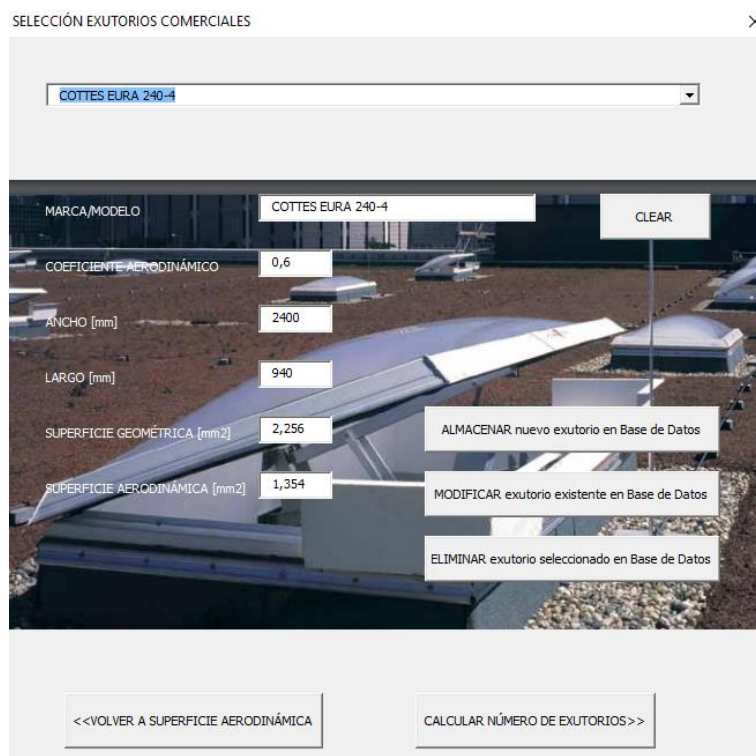 SELECCIÓN EXUTORIOS COMERCIALES
COTTES EURA 240-4
MARCA/MODELO COTTES EURA 240-4 CLEAR
COEFICIENTE AERODINÁMICO 0,6
ANCHO [mm] 2400
LARGO [mm] 940
SUPERFICIE GEOMÉTRICA [mm2] 2,256 ALMACENAR nuevo exutorio en Base de Datos
SUPERFICIE AERODINÁMICA [mm2] 1,354 MODIFICAR exutorio existente en Base de Datos
ELIMINAR exutorio seleccionado en Base de Datos
<<VOLVER A SUPERFICIE AERODINÁMICA CALCULAR NÚMERO DE EXUTORIOS>>